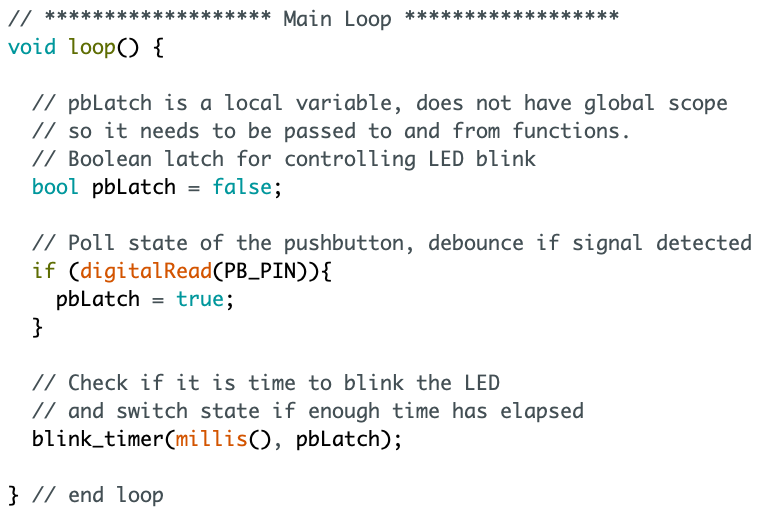 // ******************* Main Loop ******************
void loop() {
// pbLatch is a local variable, does not have global scope
// so it needs to be passed to and from functions.
// Boolean latch for controlling LED blink
bool pbLatch = false;
// Poll state of the pushbutton, debounce if signal detected
if (digitalRead(PB_PIN)){
pbLatch = true;
}
// Check if it is time to blink the LED
// and switch state if enough time has elapsed
blink_timer(millis(), pbLatch);
} // end loop